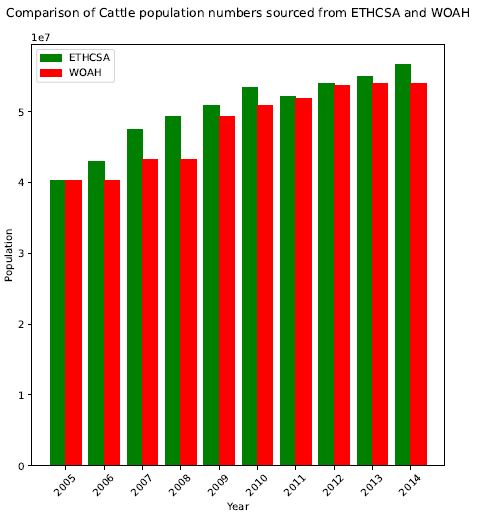 Comparison of Cattle population numbers sourced from ETHCSA and WOAH
1e7
ETHCSA
WOAH
5
4
3
2
1
0
Population
2005 2006 2007 2008 2009 2010 2011 2012 2013 2014
Year